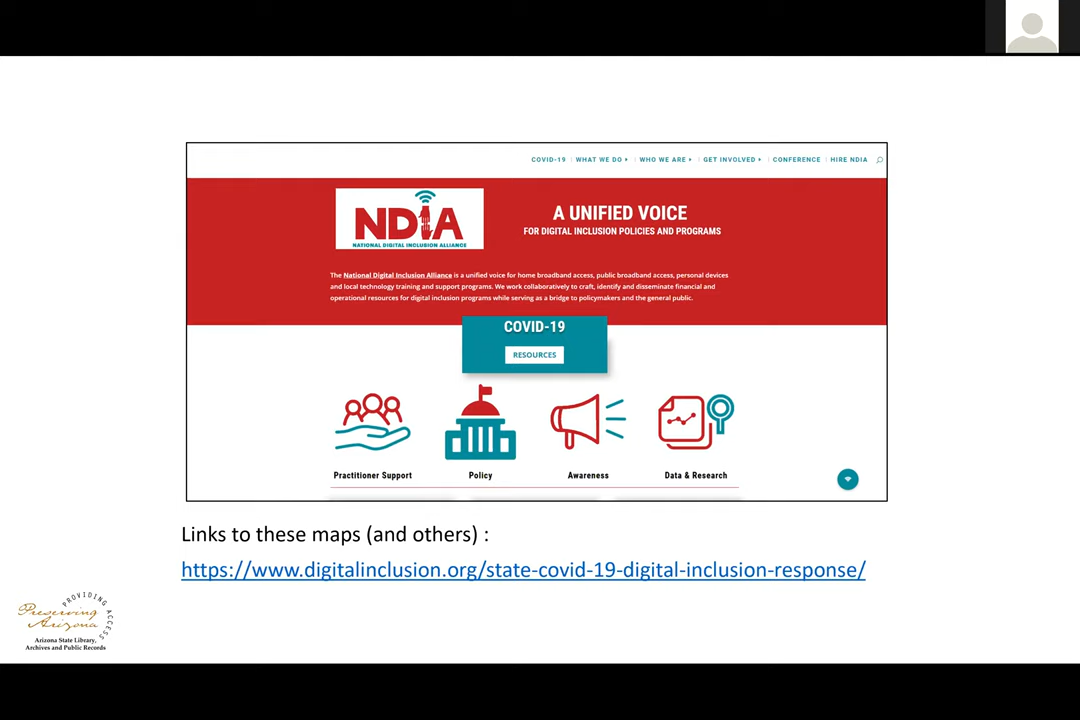 COVID-19 WHAT WE DO WHO WE ARE GET INVOLVED CONFERENCE HIRE NDIA
NDIA
NATIONAL DIGITAL INCLUSION ALLIANCE
A UNIFIED VOICE
FOR DIGITAL INCLUSION POLICIES AND PROGRAMS
The National Digital Inclusion Alliance is a unified voice for home broadband access, public broadband access, personal devices
and local technology training and support programs. We work collaboratively to craft, identify and disseminate financial and
operational resources for digital inclusion programs while serving as a bridge to policymakers and the general public.
COVID-19
RESOURCES
Practitioner Support Policy Awareness Data & Research
Links to these maps (and others) :
https://www.digitalinclusion.org/state-covid-19-digital-inclusion-response/
PROVIDING ACCESS
Preserving
Arizona
Arizona State Library,
Archives and Public Records